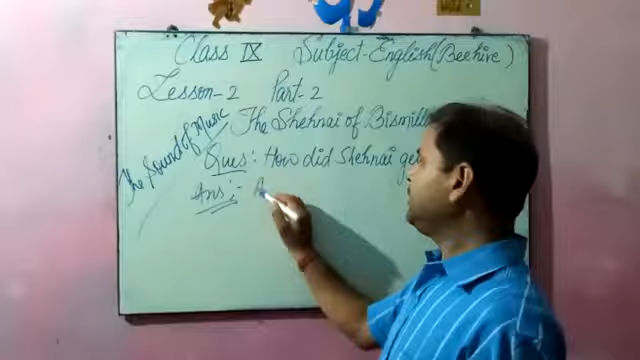 Class IX Subject-English(Beehive)
Lesson-2 Part-2
The Sound of Music
The Shehnai of Bismilla
Ques: How did Shehnai ge
Ans:-